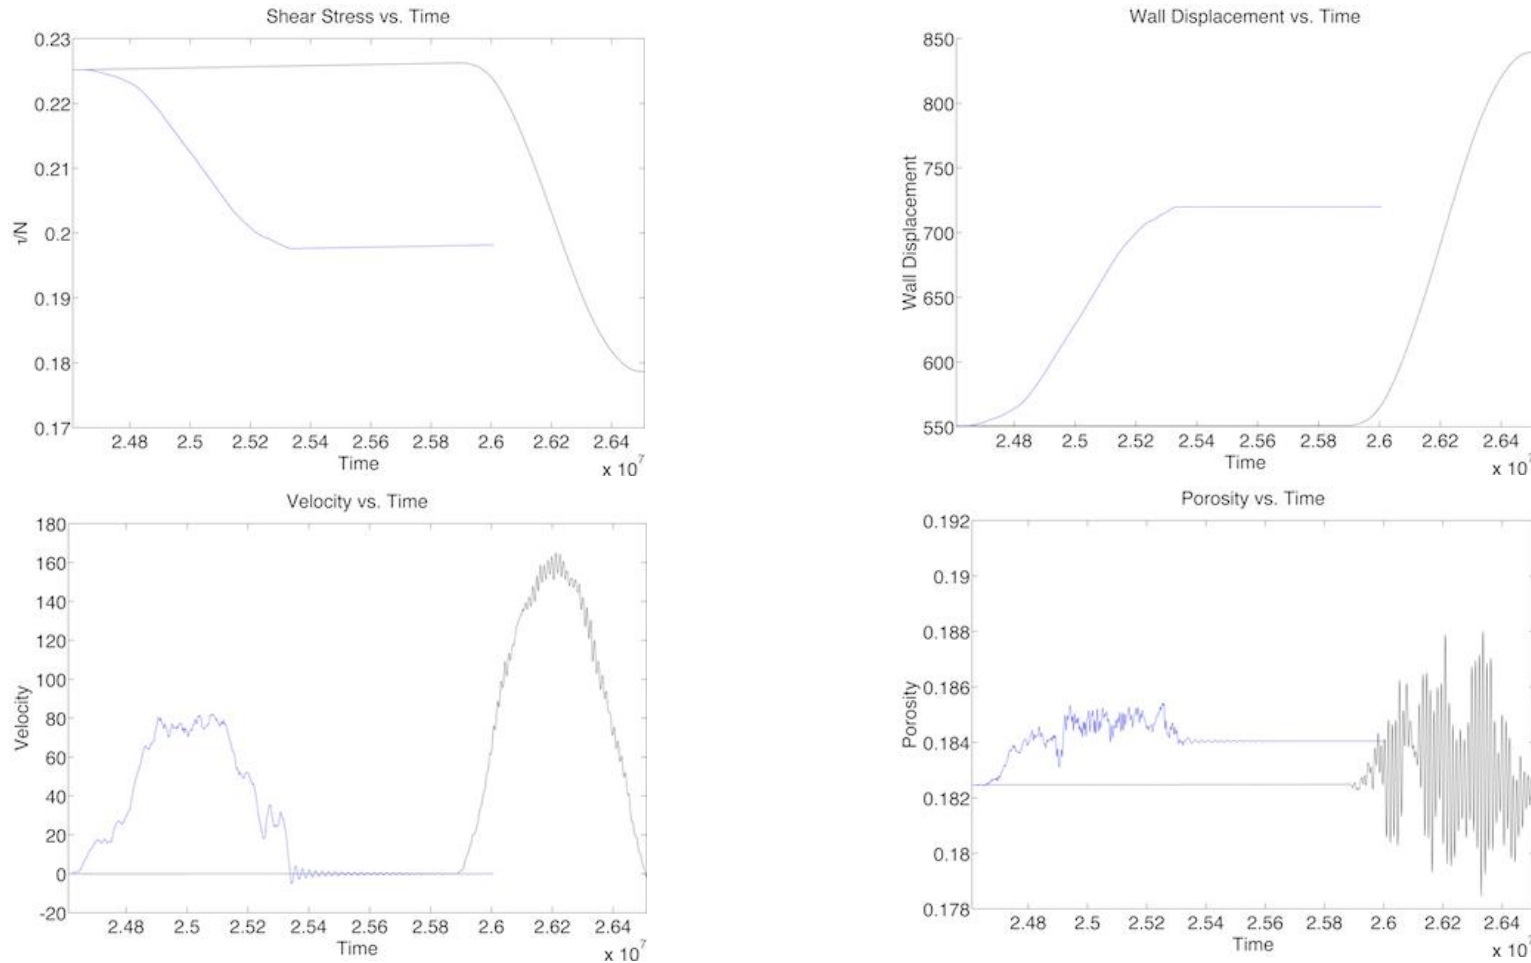 Shear Stress vs. Time
0.23
0.22
0.21
0.2
0.19
0.18
0.17
τ/N
2.48 2.5 2.52 2.54 2.56 2.58 2.6 2.62 2.64
Time
x 10^7
Wall Displacement vs. Time
850
800
750
700
650
600
550
Wall Displacement
2.48 2.5 2.52 2.54 2.56 2.58 2.6 2.62 2.64
Time
x 10^7
Velocity vs. Time
180
160
140
120
100
80
60
40
20
0
-20
Velocity
2.48 2.5 2.52 2.54 2.56 2.58 2.6 2.62 2.64
Time
x 10^7
Porosity vs. Time
0.192
0.19
0.188
0.186
0.184
0.182
0.18
0.178
Porosity
2.48 2.5 2.52 2.54 2.56 2.58 2.6 2.62 2.64
Time
x 10^7